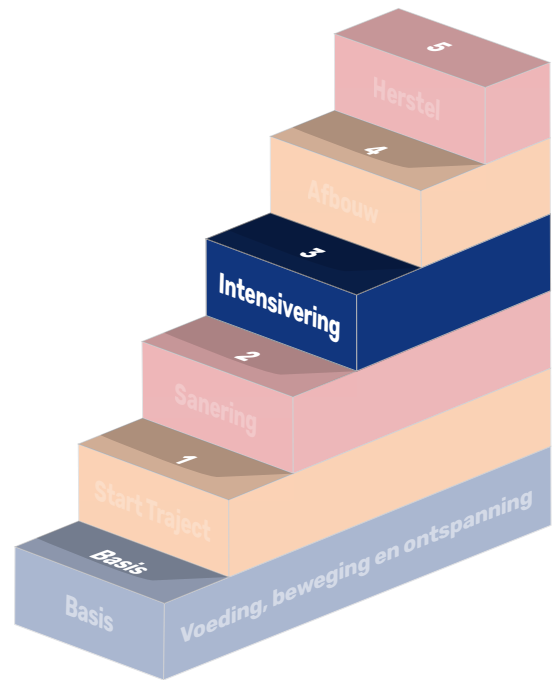 5
Herstel
4
Afbouw
3
Intensivering
2
Sanering
1
Start Traject
Basis
Basis
Voeding, beweging en ontspanning